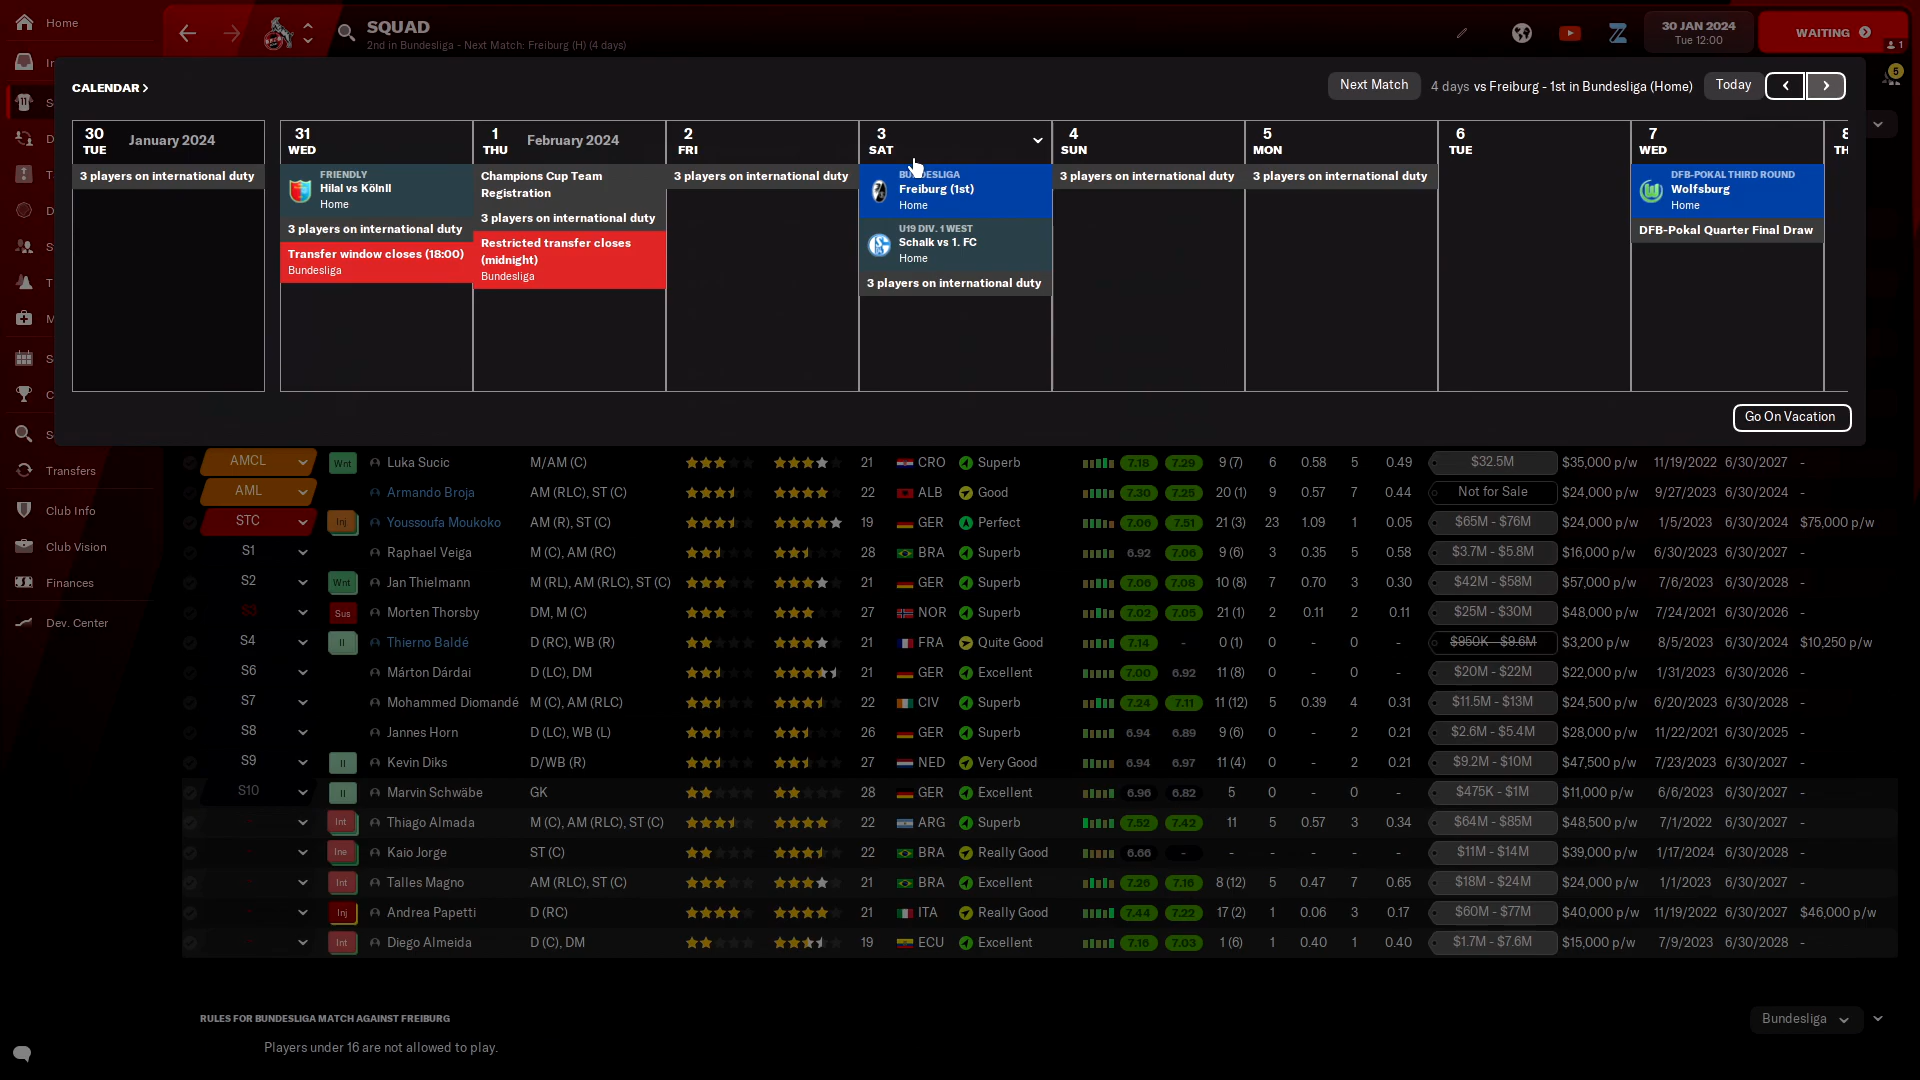 Home
SQUAD
2nd in Bundesliga - Next Match: Freiburg (H) (4 days)
30 JAN 2024
Tue 12:00
WAITING
1
5
CALENDAR
Next Match
4 days vs Freiburg - 1st in Bundesliga (Home)
Today
30 TUE January 2024
3 players on international duty
31 WED
FRIENDLY
Hilal vs KölnII
Home
3 players on international duty
Transfer window closes (18:00)
Bundesliga
1 THU February 2024
Champions Cup Team
Registration
3 players on international duty
Restricted transfer closes
(midnight)
Bundesliga
2 FRI
3 players on international duty
3 SAT
BUNDESLIGA
Freiburg (1st)
Home
U19 DIV. 1 WEST
Schalk vs 1. FC
Home
3 players on international duty
4 SUN
3 players on international duty
5 MON
3 players on international duty
6 TUE
7 WED
DFB-POKAL THIRD ROUND
Wolfsburg
Home
DFB-Pokal Quarter Final Draw
8 TH
Go On Vacation
Transfers
Club Info
Club Vision
Finances
Dev. Center
AMCL Wnt Luka Sucic M/AM (C) 21 CRO Superb 7.18 7.29 9 (7) 6 0.58 5 0.49 $32.5M $35,000 p/w 11/19/2022 6/30/2027 -
AML Armando Broja AM (RLC), ST (C) 22 ALB Good 7.30 7.25 20 (1) 9 0.57 7 0.44 Not for Sale $24,000 p/w 9/27/2023 6/30/2024
STC Inj Youssoufa Moukoko AM (R), ST (C) 19 GER Perfect 7.06 7.51 21 (3) 23 1.09 1 0.05 $65M - $76M $24,000 p/w 1/5/2023 6/30/2024 $75,000 p/w
S1 Raphael Veiga M (C), AM (RC) 28 BRA Superb 6.92 7.06 9 (6) 3 0.35 5 0.58 $3.7M - $5.8M $16,000 p/w 6/30/2023 6/30/2027 -
S2 Wnt Jan Thielmann M (RL), AM (RLC), ST (C) 21 GER Superb 7.06 7.08 10 (8) 7 0.70 3 0.30 $42M - $58M $57,000 p/w 7/6/2023 6/30/2028 -
S3 Sus Morten Thorsby DM, M (C) 27 NOR Superb 7.02 7.05 21 (1) 2 0.11 2 0.11 $25M - $30M $48,000 p/w 7/24/2021 6/30/2026 -
S4 II Thierno Baldé D (RC), WB (R) 21 FRA Quite Good 7.14 - 0 (1) 0 - 0 - $950K - $9.6M $3,200 p/w 8/5/2023 6/30/2024 $10,250 p/w
S6 Márton Dárdai D (LC), DM 21 GER Excellent 7.00 6.92 11 (8) 0 - 0 - $20M - $22M $22,000 p/w 1/31/2023 6/30/2026 -
S7 Mohammed Diomandé M (C), AM (RLC) 22 CIV Superb 7.24 7.11 11 (12) 5 0.39 4 0.31 $11.5M - $13M $24,500 p/w 6/20/2023 6/30/2028 -
S8 Jannes Horn D (LC), WB (L) 26 GER Superb 6.94 6.89 9 (6) 0 - 2 0.21 $2.6M - $5.4M $28,000 p/w 11/22/2021 6/30/2025 -
S9 II Kevin Diks D/WB (R) 27 NED Very Good 6.94 6.97 11 (4) 0 - 2 0.21 $9.2M - $10M $47,500 p/w 7/23/2023 6/30/2027 -
S10 II Marvin Schwäbe GK 28 GER Excellent 6.96 6.82 5 0 - 0 - $475K - $1M $11,000 p/w 6/6/2023 6/30/2027 -
- Int Thiago Almada M (C), AM (RLC), ST (C) 22 ARG Superb 7.52 7.42 11 5 0.57 3 0.34 $64M - $85M $48,500 p/w 7/1/2022 6/30/2027 -
- Ine Kaio Jorge ST (C) 22 BRA Really Good 6.66 - - - - - - $11M - $14M $39,000 p/w 1/17/2024 6/30/2028 -
- Int Talles Magno AM (RLC), ST (C) 21 BRA Excellent 7.26 7.16 8 (12) 5 0.47 7 0.65 $18M - $24M $24,000 p/w 1/1/2023 6/30/2027 -
- Inj Andrea Papetti D (RC) 21 ITA Really Good 7.44 7.22 17 (2) 1 0.06 3 0.17 $60M - $77M $40,000 p/w 11/19/2022 6/30/2027 $46,000 p/w
- Int Diego Almeida D (C), DM 19 ECU Excellent 7.16 7.03 1 (6) 1 0.40 1 0.40 $1.7M - $7.6M $15,000 p/w 7/9/2023 6/30/2028 -
RULES FOR BUNDESLIGA MATCH AGAINST FREIBURG
Bundesliga
Players under 16 are not allowed to play.